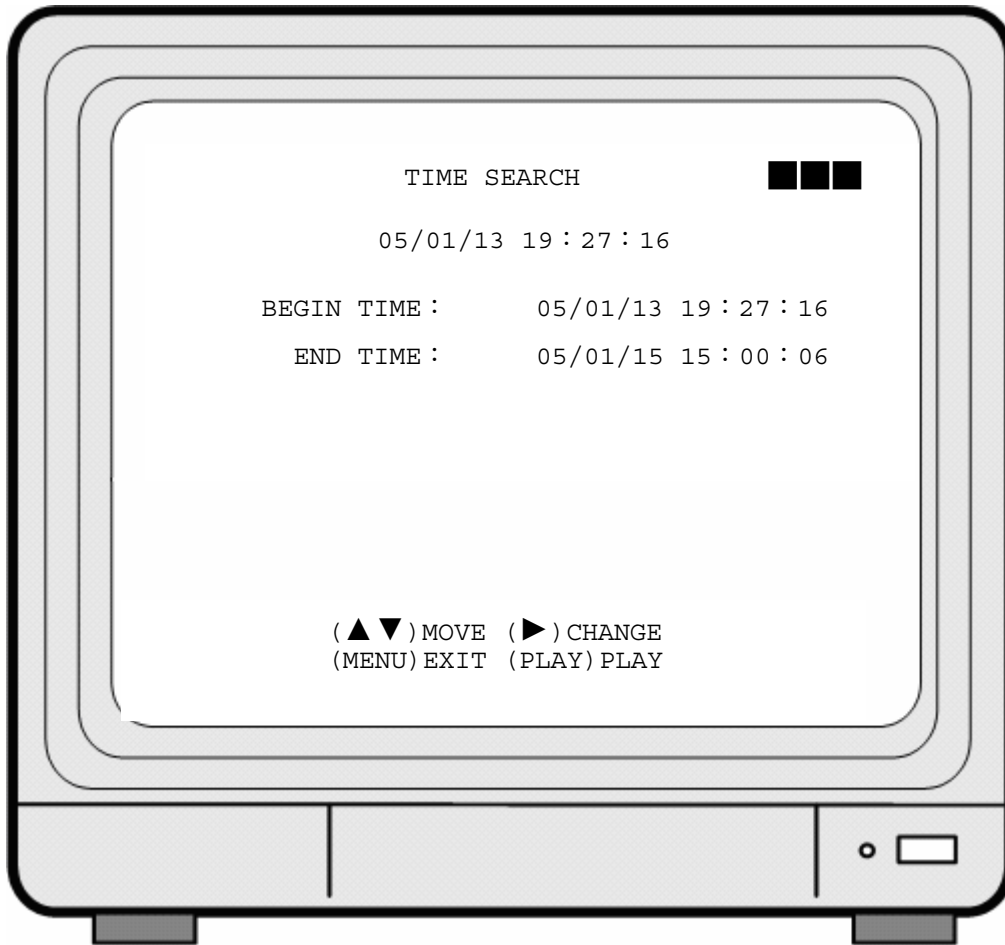 TIME SEARCH
05/01/13 19：27：16
BEGIN TIME： 05/01/13 19：27：16
END TIME： 05/01/15 15：00：06
(▲▼)MOVE (▶)CHANGE
(MENU)EXIT (PLAY)PLAY